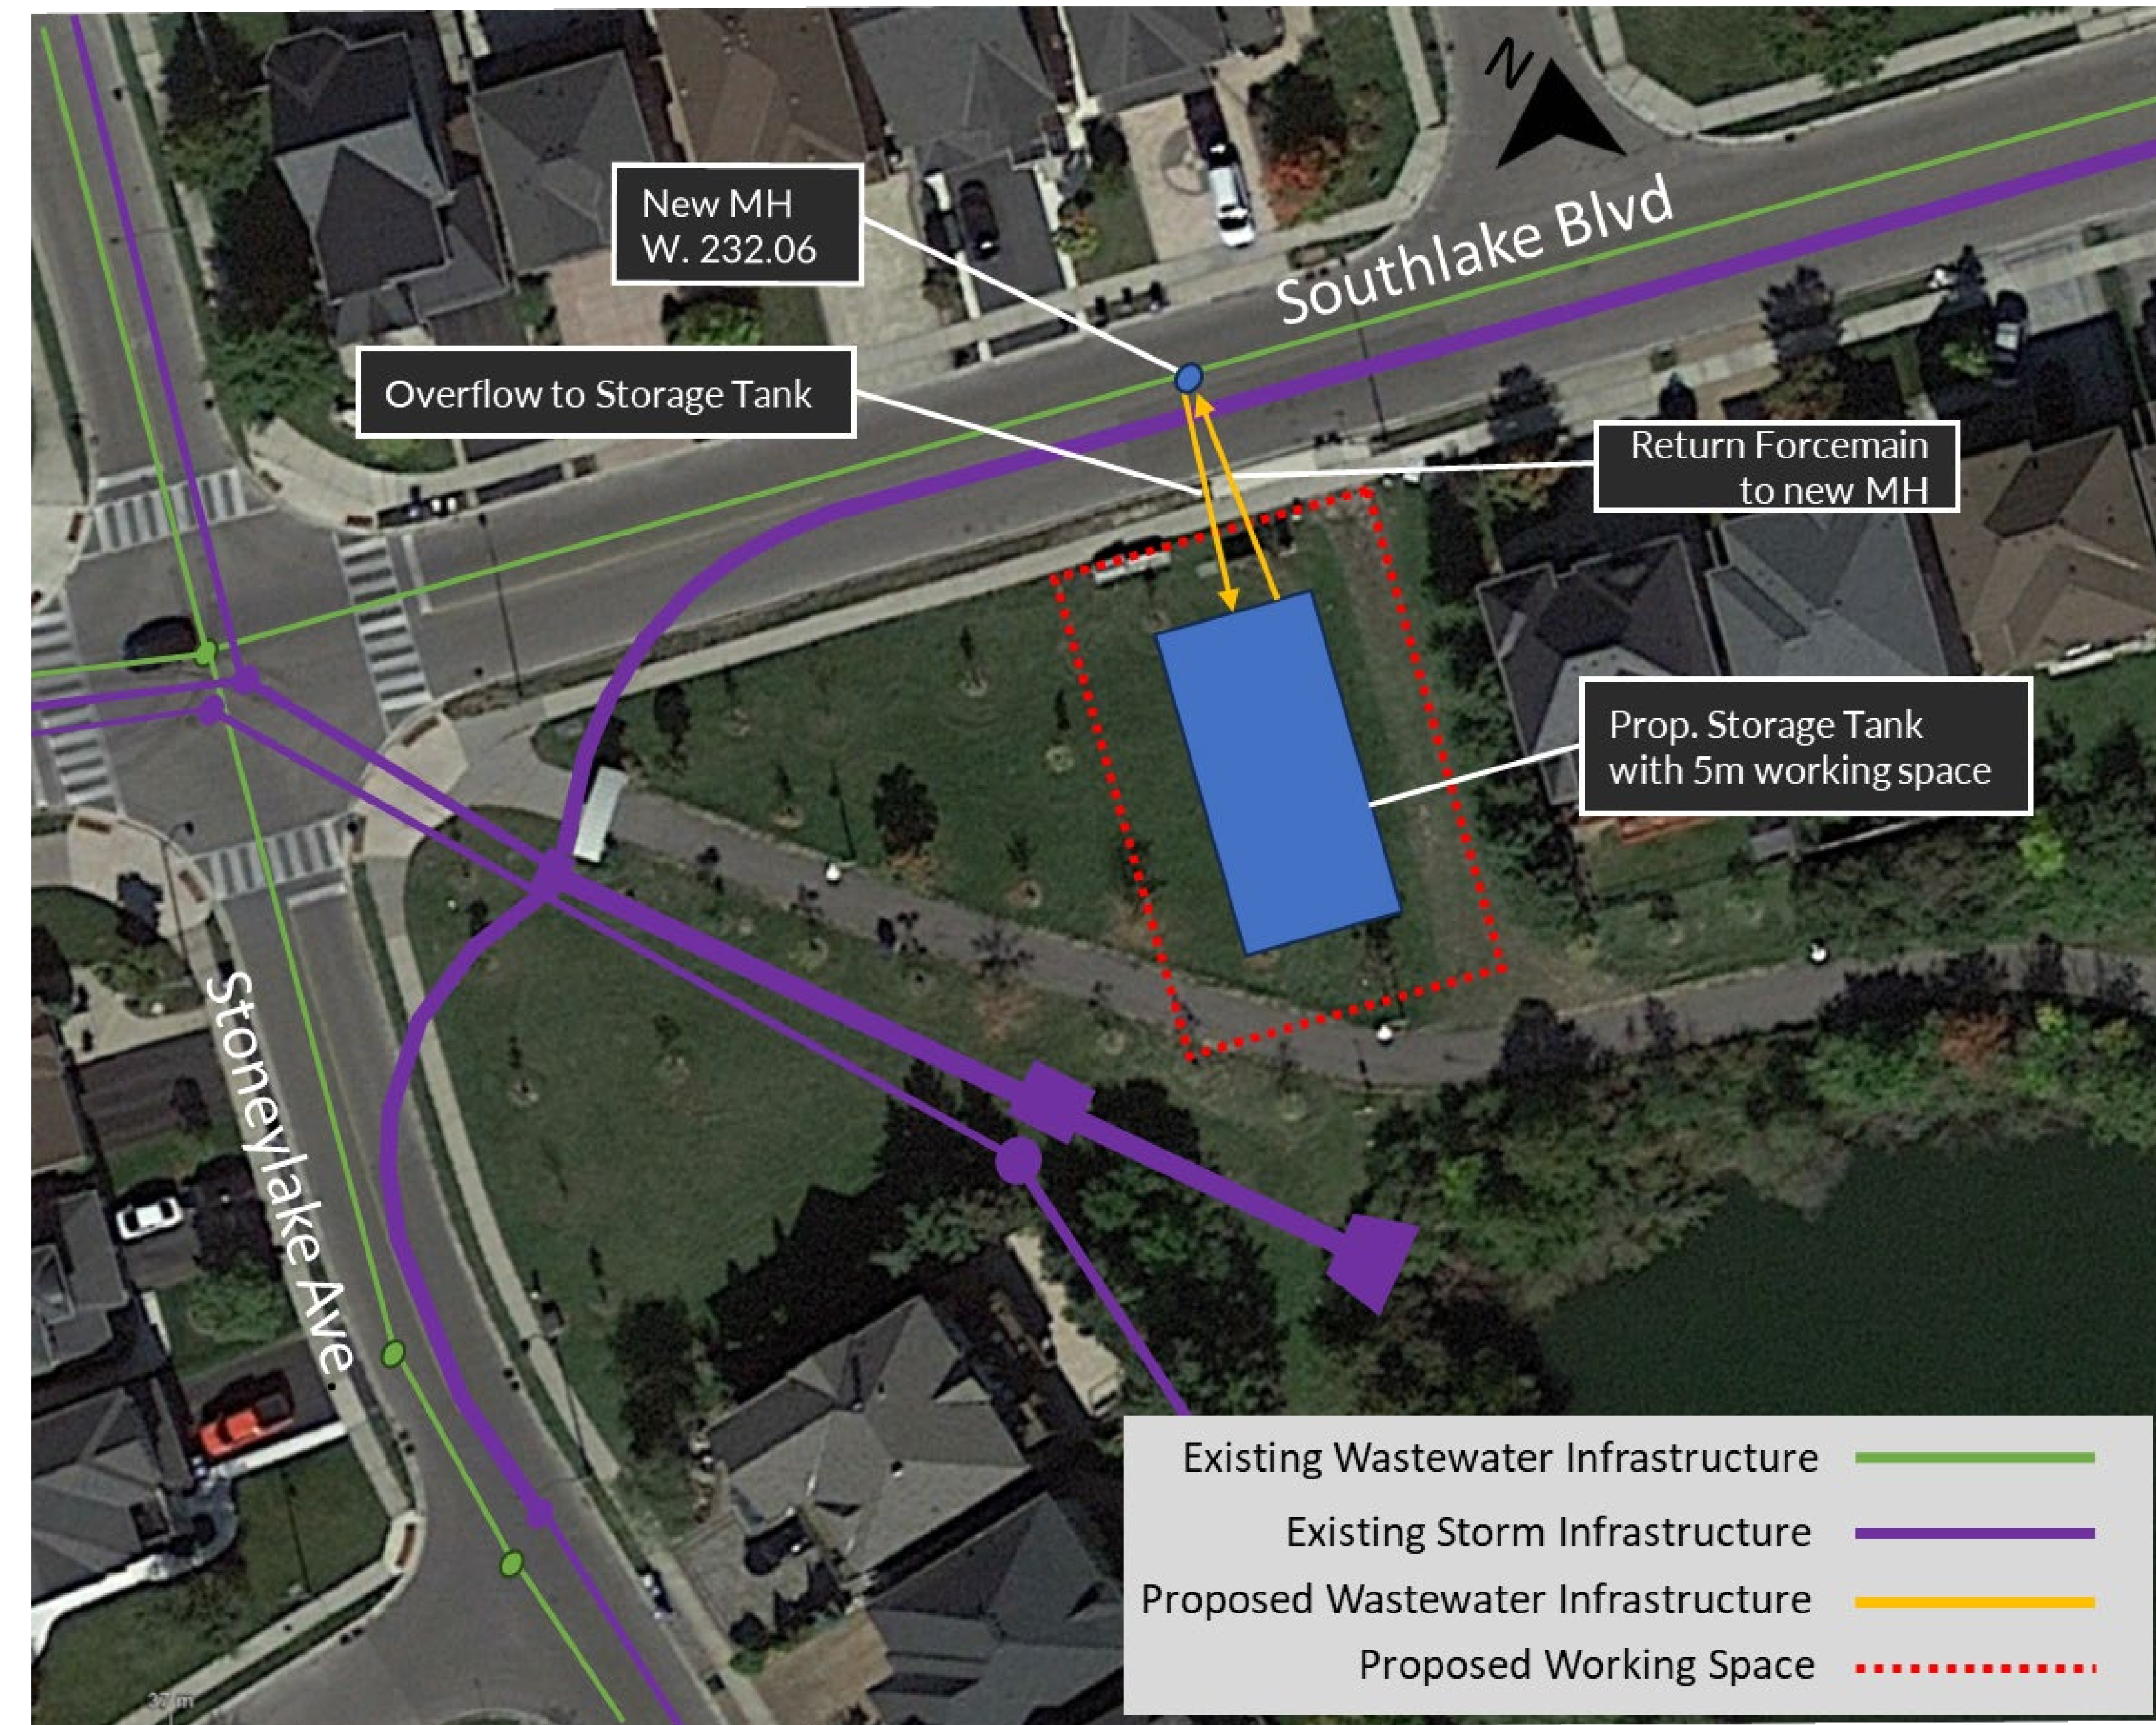 N
New MH
W. 232.06
Southlake Blvd
Overflow to Storage Tank
Return Forcemain
to new MH
Prop. Storage Tank
with 5m working space
Stoneylake Ave.
Existing Wastewater Infrastructure
Existing Storm Infrastructure
Proposed Wastewater Infrastructure
Proposed Working Space
37 m